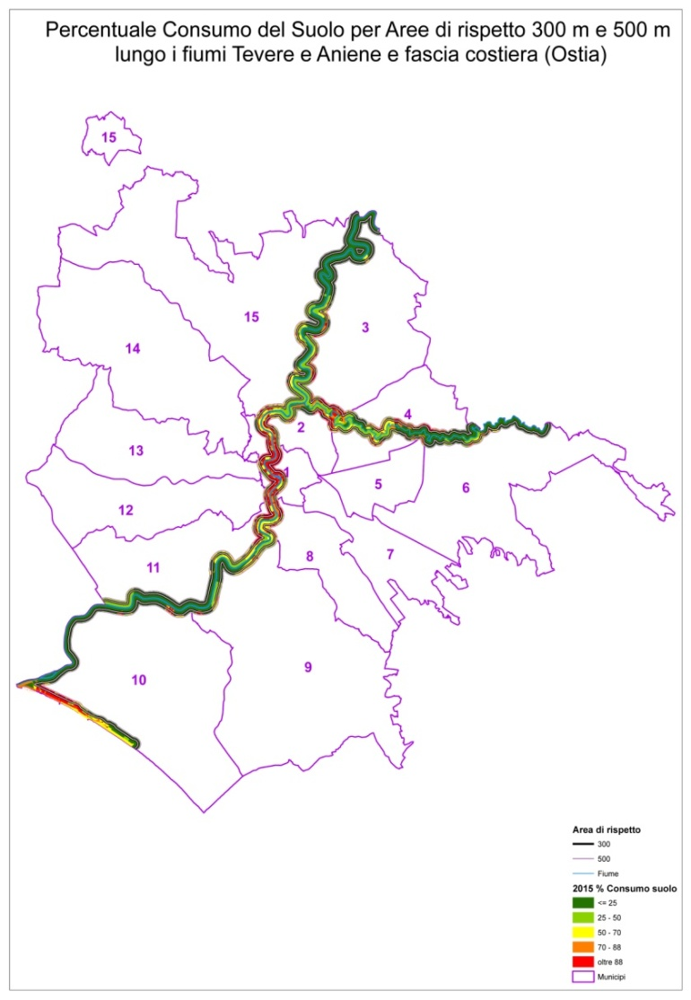 Percentuale Consumo del Suolo per Aree di rispetto 300 m e 500 m
lungo i fiumi Tevere e Aniene e fascia costiera (Ostia)
15
15
3
14
4
2
13
1
5
6
12
8
7
11
9
10
Area di rispetto
300
500
Fiume
2015 % Consumo suolo
<= 25
25 - 50
50 - 70
70 - 88
oltre 88
Municipi